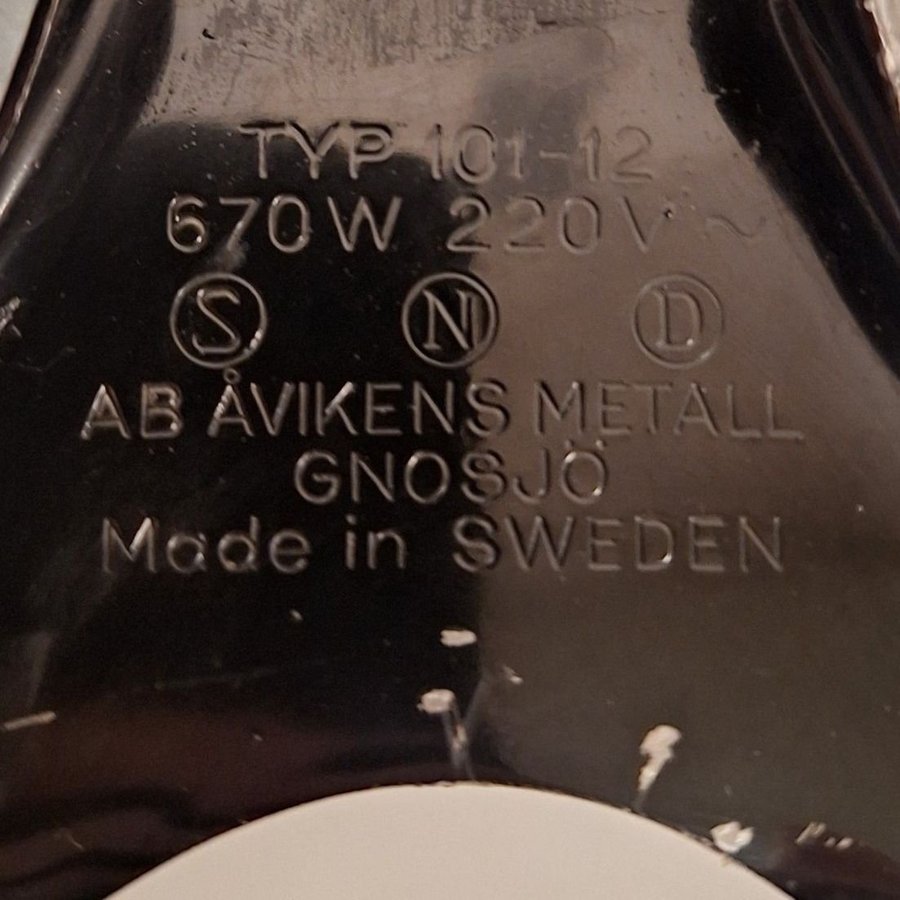 TYP 101-12
670W 220V ~
S N D
AB ÅVIKENS METALL
GNOSJÖ
Made in SWEDEN